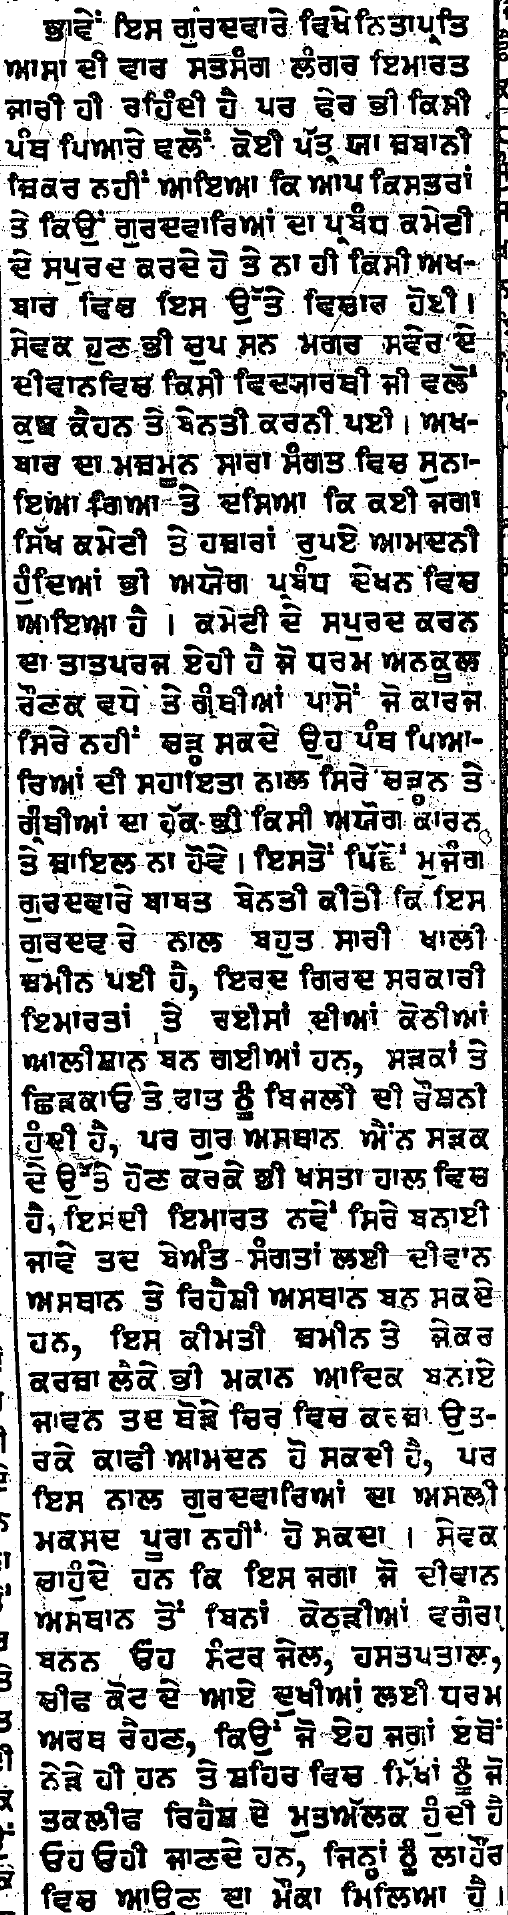 ਭਾਵੇਂ ਇਸ ਗੁਰਦਵਾਰੇ ਵਿਖੇ ਨਿਤਾਪ੍ਰਤਿ
ਆਸਾ ਦੀ ਵਾਰ ਸਤਸੰਗ ਲੰਗਰ ਇਮਾਰਤ
ਜਾਰੀ ਹੀ ਰਹਿੰਦੀ ਹੈ ਪਰ ਫੇਰ ਭੀ ਕਿਸੀ
ਪੰਥ ਪਿਆਰੇ ਵਲੋਂ ਕੋਈ ਪੱਤ੍ਰ ਯਾ ਜ਼ਬਾਨੀ
ਜ਼ਿਕਰ ਨਹੀਂ ਆਇਆ ਕਿ ਆਪ ਕਿਸਤਰਾਂ
ਤੇ ਕਿਉਂ ਗੁਰਦਵਾਰਿਆਂ ਦਾ ਪ੍ਰਬੰਧ ਕਮੇਟੀ
ਦੇ ਸਪੁਰਦ ਕਰਦੇ ਹੋ ਤੇ ਨਾ ਹੀ ਕਿਸੀ ਅਖ-
ਬਾਰ ਵਿਚ ਇਸ ਉੱਤੇ ਵਿਚਾਰ ਹੋਈ।
ਸੇਵਕ ਹੁਣ ਭੀ ਚੁਪ ਸਨ ਮਗਰ ਸਵੇਰ ਦੇ
ਦੀਵਾਨਵਿਚ ਕਿਸੀ ਵਿਦਯਾਰਥੀ ਜੀ ਵਲੋਂ
ਕੁਛ ਕੈਹਨ ਤੇ ਬੇਨਤੀ ਕਰਨੀ ਪਈ। ਅਖ-
ਬਾਰ ਦਾ ਮਜ਼ਮੂਨ ਸਾਰਾ ਸੰਗਤ ਵਿਚ ਸੁਨਾ-
ਇਆ ਗਿਆ ਤੇ ਦਸਿਆ ਕਿ ਕਈ ਜਗਾ
ਸਿੱਖ ਕਮੇਟੀ ਤੇ ਹਜ਼ਾਰਾਂ ਰੁਪਏ ਆਮਦਨੀ
ਹੁੰਦਿਆਂ ਭੀ ਅਯੋਗ ਪ੍ਰਬੰਧ ਦੇਖਨ ਵਿਚ
ਆਇਆ ਹੈ। ਕਮੇਟੀ ਦੇ ਸਪੁਰਦ ਕਰਨ
ਦਾ ਤਾਤਪਰਜ ਏਹੀ ਹੈ ਜੋ ਧਰਮ ਅਨਕੂਲ
ਰੌਣਕ ਵਧੇ ਤੇ ਗ੍ਰੰਥੀਆਂ ਪਾਸੋਂ ਜੋ ਕਾਰਜ
ਸਿਰੇ ਨਹੀਂ ਚੜ੍ਹ ਸਕਦੇ ਉਹ ਪੰਥ ਪਿਆ-
ਰਿਆਂ ਦੀ ਸਹਾਇਤਾ ਨਾਲ ਸਿਰੇ ਚੜ੍ਹਨ ਤੇ
ਗ੍ਰੰਥੀਆਂ ਦਾ ਹੱਕ ਭੀ ਕਿਸੀ ਅਯੋਗ ਕਾਰਨ
ਤੇ ਜ਼ਾਇਲ ਨਾ ਹੋਵੇ। ਇਸਤੋਂ ਪਿੱਛੋਂ ਮੁਜੰਗ
ਗੁਰਦਵਾਰੇ ਬਾਬਤ ਬੇਨਤੀ ਕੀਤੀ ਕਿ ਇਸ
ਗੁਰਦਵਾਰੇ ਨਾਲ ਬਹੁਤ ਸਾਰੀ ਖਾਲੀ
ਜ਼ਮੀਨ ਪਈ ਹੈ, ਇਰਦ ਗਿਰਦ ਸਰਕਾਰੀ
ਇਮਾਰਤਾਂ ਤੇ ਰਈਸਾਂ ਦੀਆਂ ਕੋਠੀਆਂ
ਆਲੀਸ਼ਾਨ ਬਨ ਗਈਆਂ ਹਨ, ਸੜਕਾਂ ਤੇ
ਛਿੜਕਾਓ ਤੇ ਰਾਤ ਨੂੰ ਬਿਜਲੀ ਦੀ ਰੌਸ਼ਨੀ
ਹੁੰਦੀ ਹੈ, ਪਰ ਗੁਰ ਅਸਥਾਨ ਐਨ ਸੜਕ
ਦੇ ਉੱਤੇ ਹੋਣ ਕਰਕੇ ਭੀ ਖਸਤਾ ਹਾਲ ਵਿਚ
ਹੈ, ਇਸਦੀ ਇਮਾਰਤ ਨਵੇਂ ਸਿਰੇ ਬਨਾਈ
ਜਾਵੇ ਤਦ ਬੇਅੰਤ ਸੰਗਤਾਂ ਲਈ ਦੀਵਾਨ
ਅਸਥਾਨ ਤੇ ਰਿਹੈਸ਼ੀ ਅਸਥਾਨ ਬਨ ਸਕਦੇ
ਹਨ, ਇਸ ਕੀਮਤੀ ਜ਼ਮੀਨ ਤੇ ਜੇਕਰ
ਕਰਜ਼ਾ ਲੈਕੇ ਭੀ ਮਕਾਨ ਆਦਿਕ ਬਨਾਏ
ਜਾਵਨ ਤਦ ਥੋੜੇ ਚਿਰ ਵਿਚ ਕਰਜ਼ਾ ਉਤ-
ਰਕੇ ਕਾਫੀ ਆਮਦਨ ਹੋ ਸਕਦੀ ਹੈ, ਪਰ
ਇਸ ਨਾਲ ਗੁਰਦਵਾਰਿਆਂ ਦਾ ਅਸਲੀ
ਮਕਸਦ ਪੂਰਾ ਨਹੀਂ ਹੋ ਸਕਦਾ। ਸੇਵਕ
ਚਾਹੁੰਦੇ ਹਨ ਕਿ ਇਸ ਜਗਾ ਜੋ ਦੀਵਾਨ
ਅਸਥਾਨ ਤੋਂ ਬਿਨਾਂ ਕੋਠੜੀਆਂ ਵਗੈਰਾ
ਬਨਨ ਓਹ ਸੰਟਰ ਜੇਲ, ਹਸਤਪਤਾਲ,
ਚੀਫ ਕੋਟ ਦੇ ਆਏ ਦੁਖੀਆਂ ਲਈ ਧਰਮ
ਅਰਥ ਰੈਹਣ, ਕਿਉਂ ਜੋ ਏਹ ਜਗਾਂ ਏਥੋਂ
ਨੇੜੇ ਹੀ ਹਨ ਤੇ ਸ਼ਹਿਰ ਵਿਚ ਸਿੱਖਾਂ ਨੂੰ ਜੋ
ਤਕਲੀਫ ਰਿਹੈਸ਼ ਦੇ ਮੁਤਅੱਲਕ ਹੁੰਦੀ ਹੈ
ਓਹ ਓਹੀ ਜਾਣਦੇ ਹਨ, ਜਿਨ੍ਹਾਂ ਨੂੰ ਲਾਹੌਰ
ਵਿਚ ਆਉਣ ਦਾ ਮੌਕਾ ਮਿਲਿਆ ਹੈ।